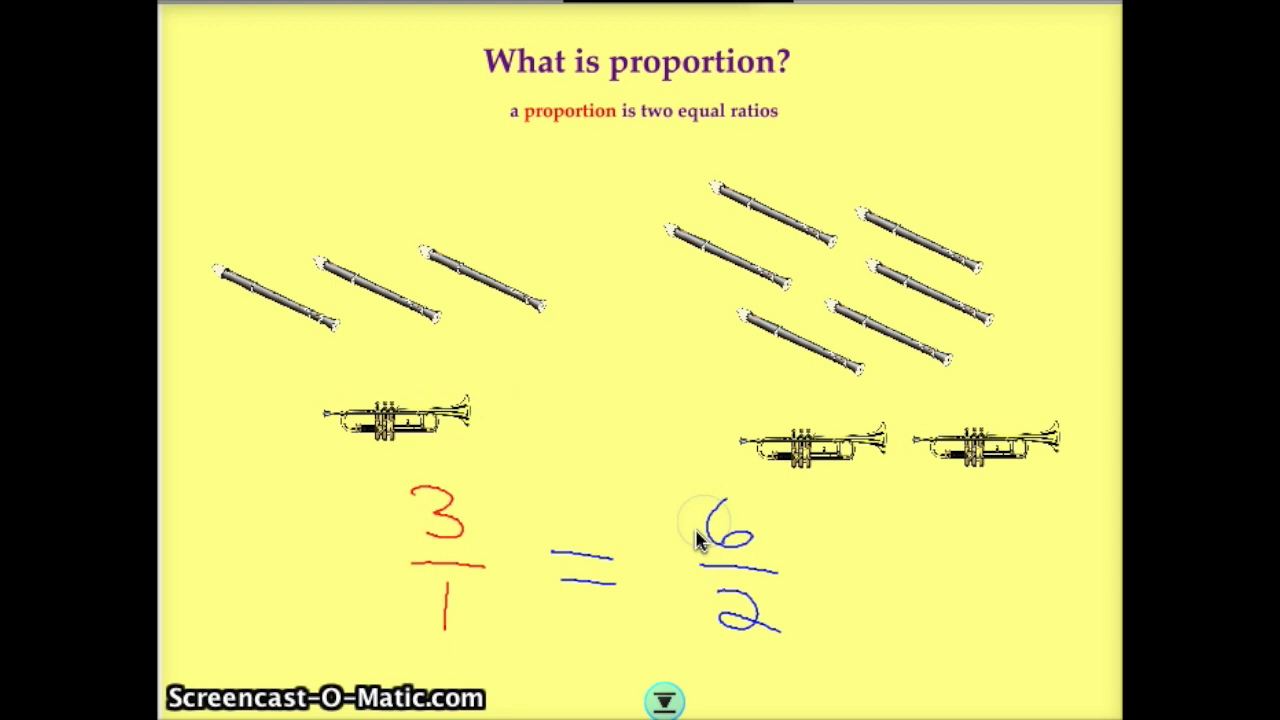 What is proportion?
a proportion is two equal ratios
3/1 = 6/2
Screencast-O-Matic.com